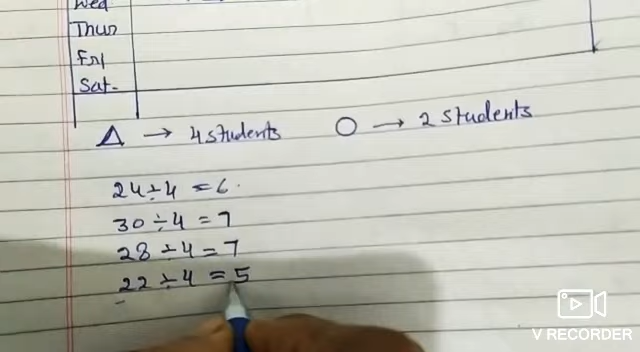 Wed
Thur
Fri
Sat-
△ → 4 students ○ → 2 students
24÷4 = 6.
30÷4 = 7
28÷4 = 7
22÷4 = 5
V RECORDER